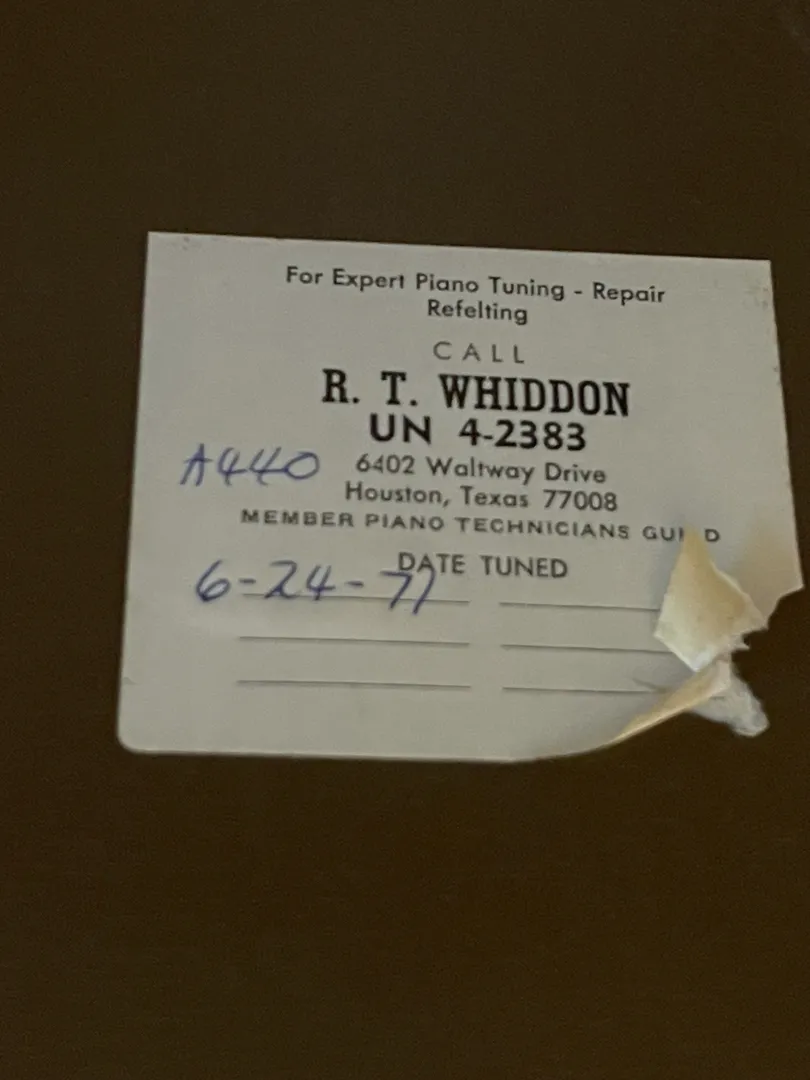 For Expert Piano Tuning - Repair
Refelting
CALL
R. T. WHIDDON
UN 4-2383
A440 6402 Waltway Drive
Houston, Texas 77008
MEMBER PIANO TECHNICIANS GUILD
DATE TUNED
6-24-71